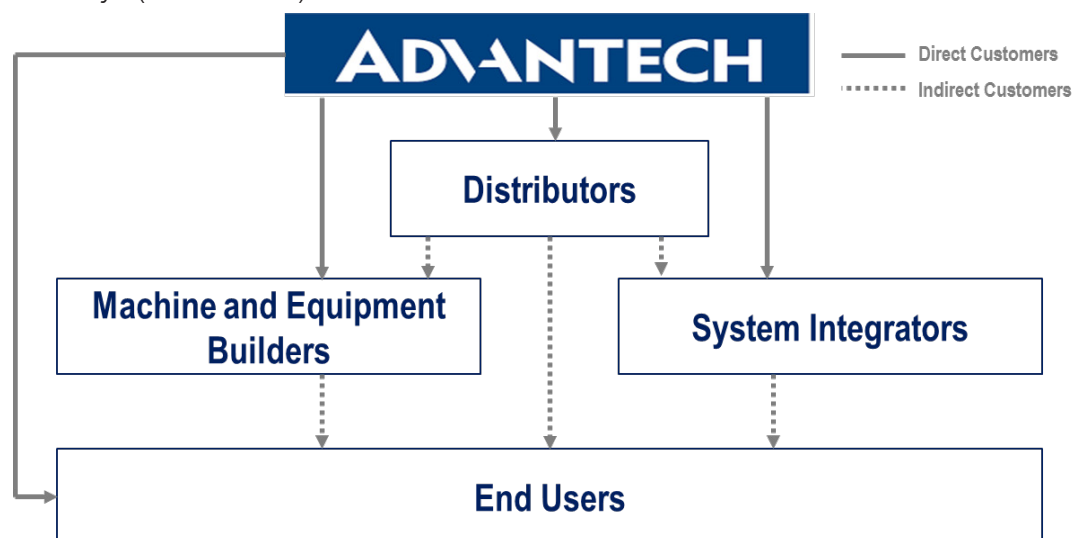 ADVANTECH
Direct Customers
Indirect Customers
Distributors
Machine and Equipment
Builders
System Integrators
End Users